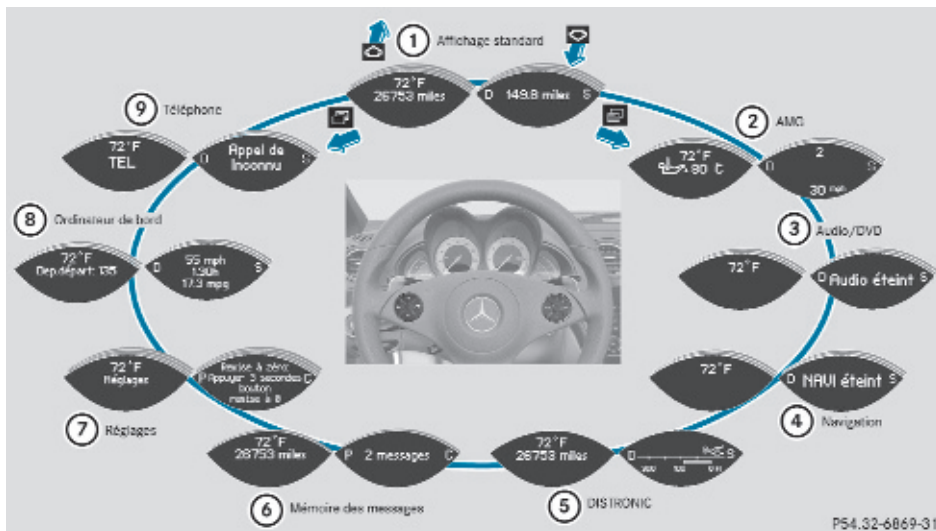 1 Affichage standard
72°F
26753 miles
D 149.8 miles S
2 AMG
72°F
80
D 2 S
30 mph
3 Audio/DVD
72°F
D Audio éteint S
72°F
D NAVI éteint S
4 Navigation
72°F
26753 miles
D S
5 DISTRONIC
72°F
26753 miles
P 2 messages C
6 Mémoire des messages
72°F
Réglages
Remise à zéro:
P Appuyer 3 secondes C
bouton
remise à 0
7 Réglages
8 Ordinateur de bord
72°F
Dep.départ: 135
55 mph
D 1:30h S
17.3 mpg
9 Téléphone
72°F
TEL
Appel de
D Inconnu S
P54.32-6869-31